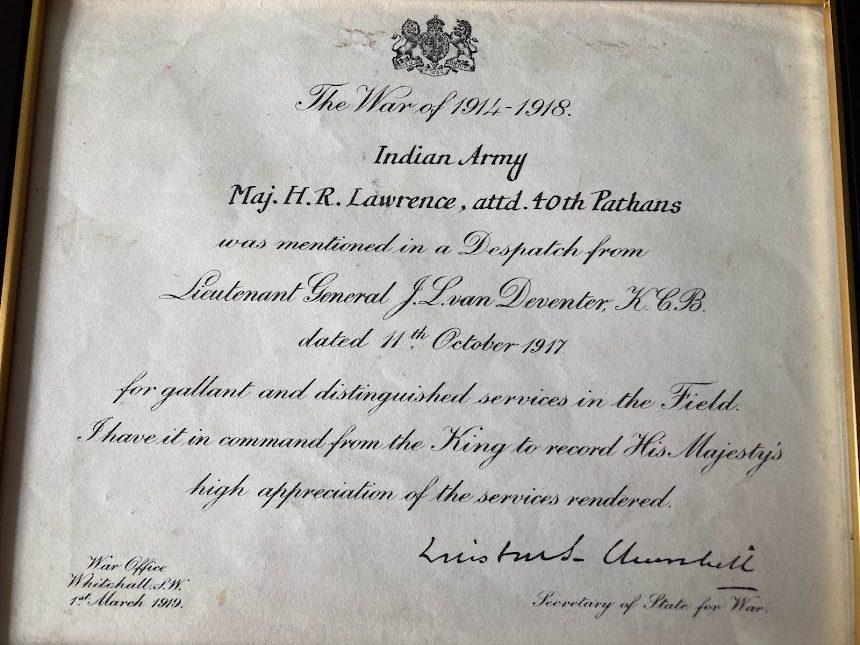 The War of 1914-1918.
Indian Army
Maj. H. R. Lawrence, attd. 40th Pathans
was mentioned in a Despatch from
Lieutenant General J. L. van Deventer, K.C.B.
dated 11th October 1917
for gallant and distinguished services in the Field.
I have it in command from the King to record His Majesty's
high appreciation of the services rendered.
Winston S. Churchill
War Office
Whitehall. S.W.
1st March 1919.
Secretary of State for War.